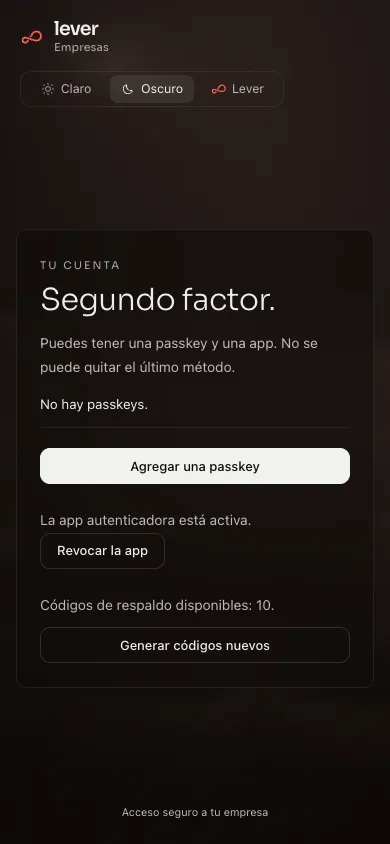 lever
Empresas
Claro
Oscuro
Lever
TU CUENTA
Segundo factor.
Puedes tener una passkey y una app. No se
puede quitar el último método.
No hay passkeys.
Agregar una passkey
La app autenticadora está activa.
Revocar la app
Códigos de respaldo disponibles: 10.
Generar códigos nuevos
Acceso seguro a tu empresa